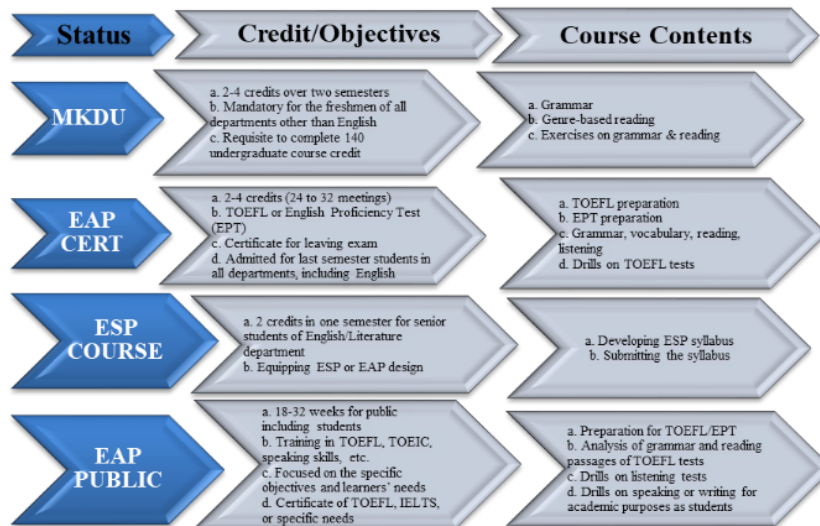 Status
Credit/Objectives
Course Contents
MKDU
a. 2-4 credits over two semesters
b. Mandatory for the freshmen of all
departments other than English
c. Requisite to complete 140
undergraduate course credit
a. Grammar
b. Genre-based reading
c. Exercises on grammar & reading
EAP
CERT
a. 2-4 credits (24 to 32 meetings)
b. TOEFL or English Proficiency Test
(EPT)
c. Certificate for leaving exam
d. Admitted for last semester students in
all departments, including English
a. TOEFL preparation
b. EPT preparation
c. Grammar, vocabulary, reading,
listening
d. Drills on TOEFL tests
ESP
COURSE
a. 2 credits in one semester for senior
students of English/Literature
department
b. Equipping ESP or EAP design
a. Developing ESP syllabus
b. Submitting the syllabus
EAP
PUBLIC
a. 18-32 weeks for public
including students
b. Training in TOEFL, TOEIC,
speaking skills, etc.
c. Focused on the specific
objectives and learners' needs
d. Certificate of TOEFL, IELTS,
or specific needs
a. Preparation for TOEFL/EPT
b. Analysis of grammar and reading
passages of TOEFL tests
c. Drills on listening tests
d. Drills on speaking or writing for
academic purposes as students